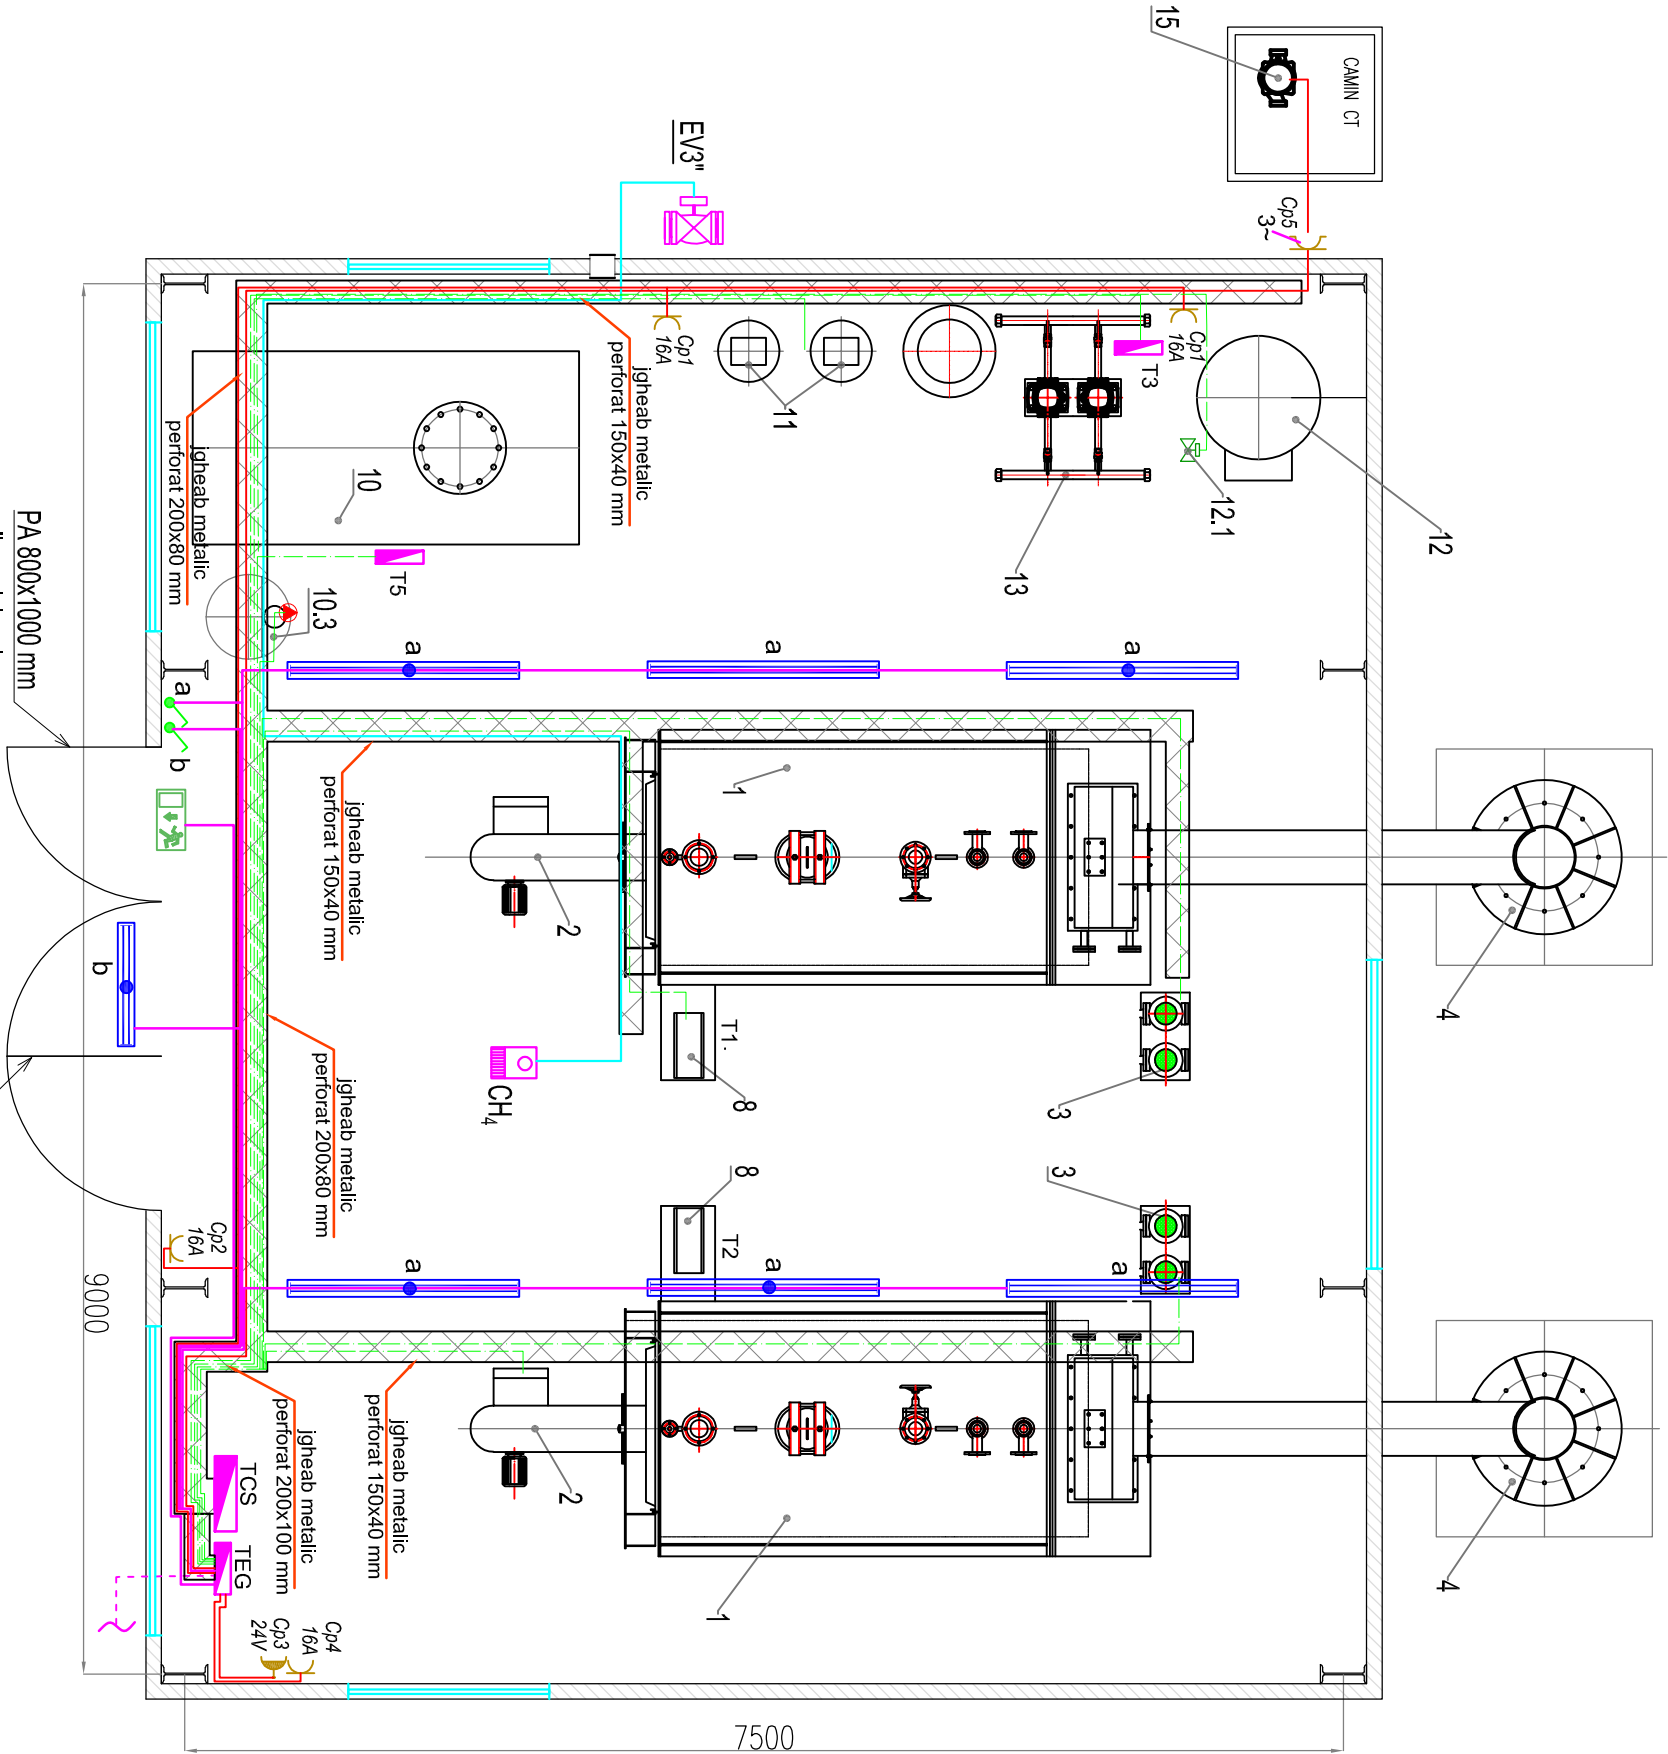 15
CAMIN CT
Cp5
3~
EV3"
Cp1
16A
Cp1
16A
T3
12
12.1
13
11
jgheab metalic
perforat 150x40 mm
jgheab metalic
perforat 200x80 mm
10
T5
10.3
PA 800x1000 mm
a
a
a
a
b
1
2
4
jgheab metalic
perforat 150x40 mm
b
T1.
8
3
CH4
jgheab metalic
perforat 200x80 mm
8
3
T2
Cp2
16A
a
a
a
9000
jgheab metalic
perforat 150x40 mm
jgheab metalic
perforat 200x100 mm
TCS
TEG
2
1
4
Cp4
16A
Cp3
24V
7500